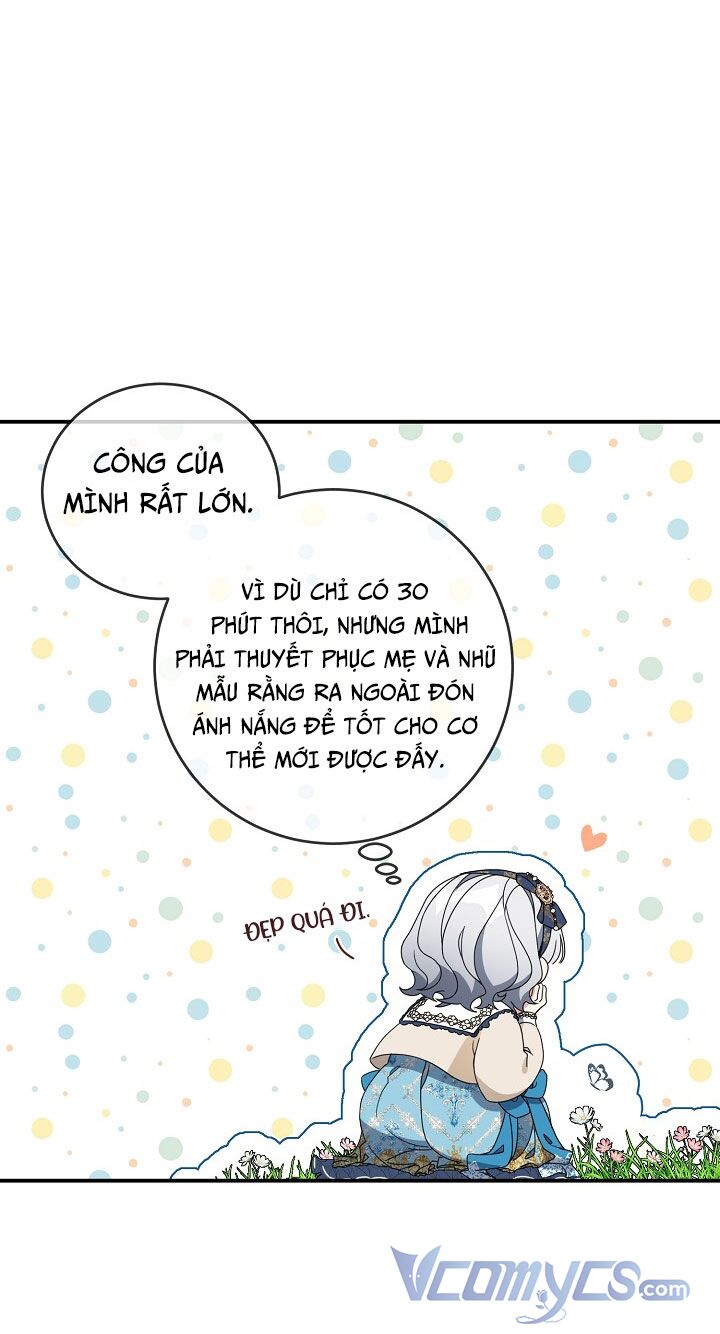 CÔNG CỦA
MÌNH RẤT LỚN.
VÌ DÙ CHỈ CÓ 30
PHÚT THÔI, NHƯNG MÌNH
PHẢI THUYẾT PHỤC MẸ VÀ NHŨ
MẪU RẰNG RA NGOÀI ĐÓN
ÁNH NẮNG ĐỂ TỐT CHO CƠ
THỂ MỚI ĐƯỢC ĐẤY.
ĐẸP QUÁ ĐI.
VCOMYCS.com